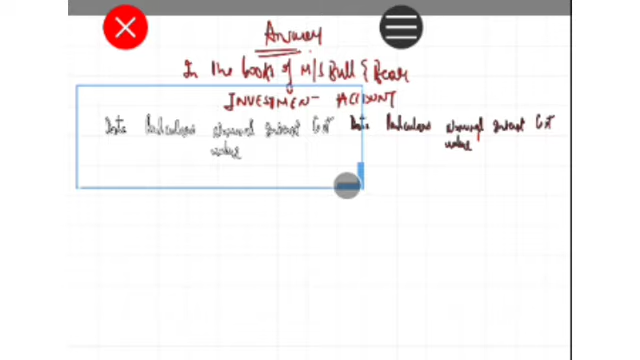 Answer
In the books of M/S Bull & Bear
INVESTMENT ACCOUNT
Date Particulars Nominal Interest Cost Date Particulars Nominal Interest Cost
value value